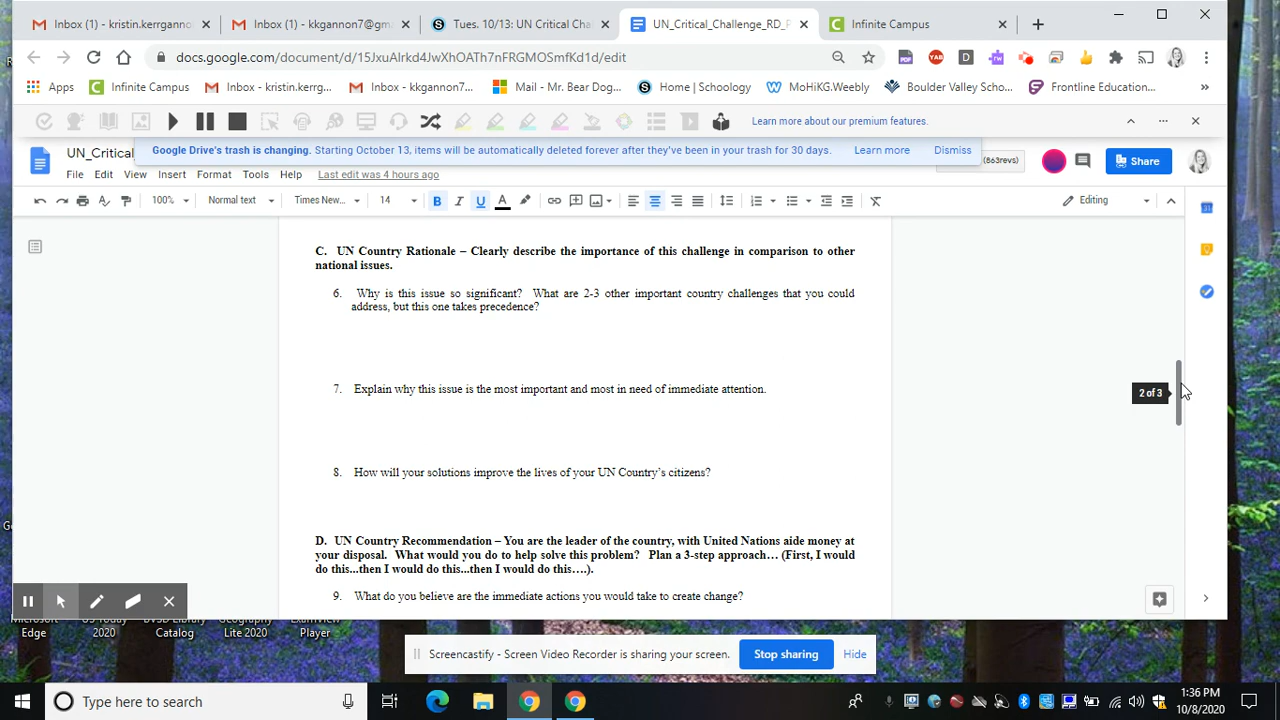 Inbox (1) - kristin.kerrganno
Inbox (1) - kkgannon7@gm
Tues. 10/13: UN Critical Chall
UN_Critical_Challenge_RD_P
Infinite Campus
docs.google.com/document/d/15JxuAlrkd4JwXhOATh7nFRGMOSmfKd1d/edit
Apps
Infinite Campus
Inbox - kristin.kerrg...
Inbox - kkgannon7...
Mail - Mr. Bear Dog...
Home | Schoology
MoHiKG.Weebly
Boulder Valley Scho...
Frontline Education...
Learn more about our premium features.
UN_Critical
Google Drive's trash is changing. Starting October 13, items will be automatically deleted forever after they've been in your trash for 30 days. Learn more Dismiss
(863revs)
Share
File Edit View Insert Format Tools Help Last edit was 4 hours ago
100% Normal text Times New... 14 B I U A Editing
C. UN Country Rationale – Clearly describe the importance of this challenge in comparison to other
national issues.
6. Why is this issue so significant? What are 2-3 other important country challenges that you could
address, but this one takes precedence?
7. Explain why this issue is the most important and most in need of immediate attention.
2 of 3
8. How will your solutions improve the lives of your UN Country's citizens?
D. UN Country Recommendation – You are the leader of the country, with United Nations aide money at
your disposal. What would you do to help solve this problem? Plan a 3-step approach… (First, I would
do this...then I would do this...then I would do this….).
9. What do you believe are the immediate actions you would take to create change?
Microsoft
Edge
US Today
2020
BVSD Lib
Catalog
Geography
Lite 2020
ExamView
Player
Screencastify - Screen Video Recorder is sharing your screen.
Stop sharing
Hide
Type here to search
1:36 PM
10/8/2020